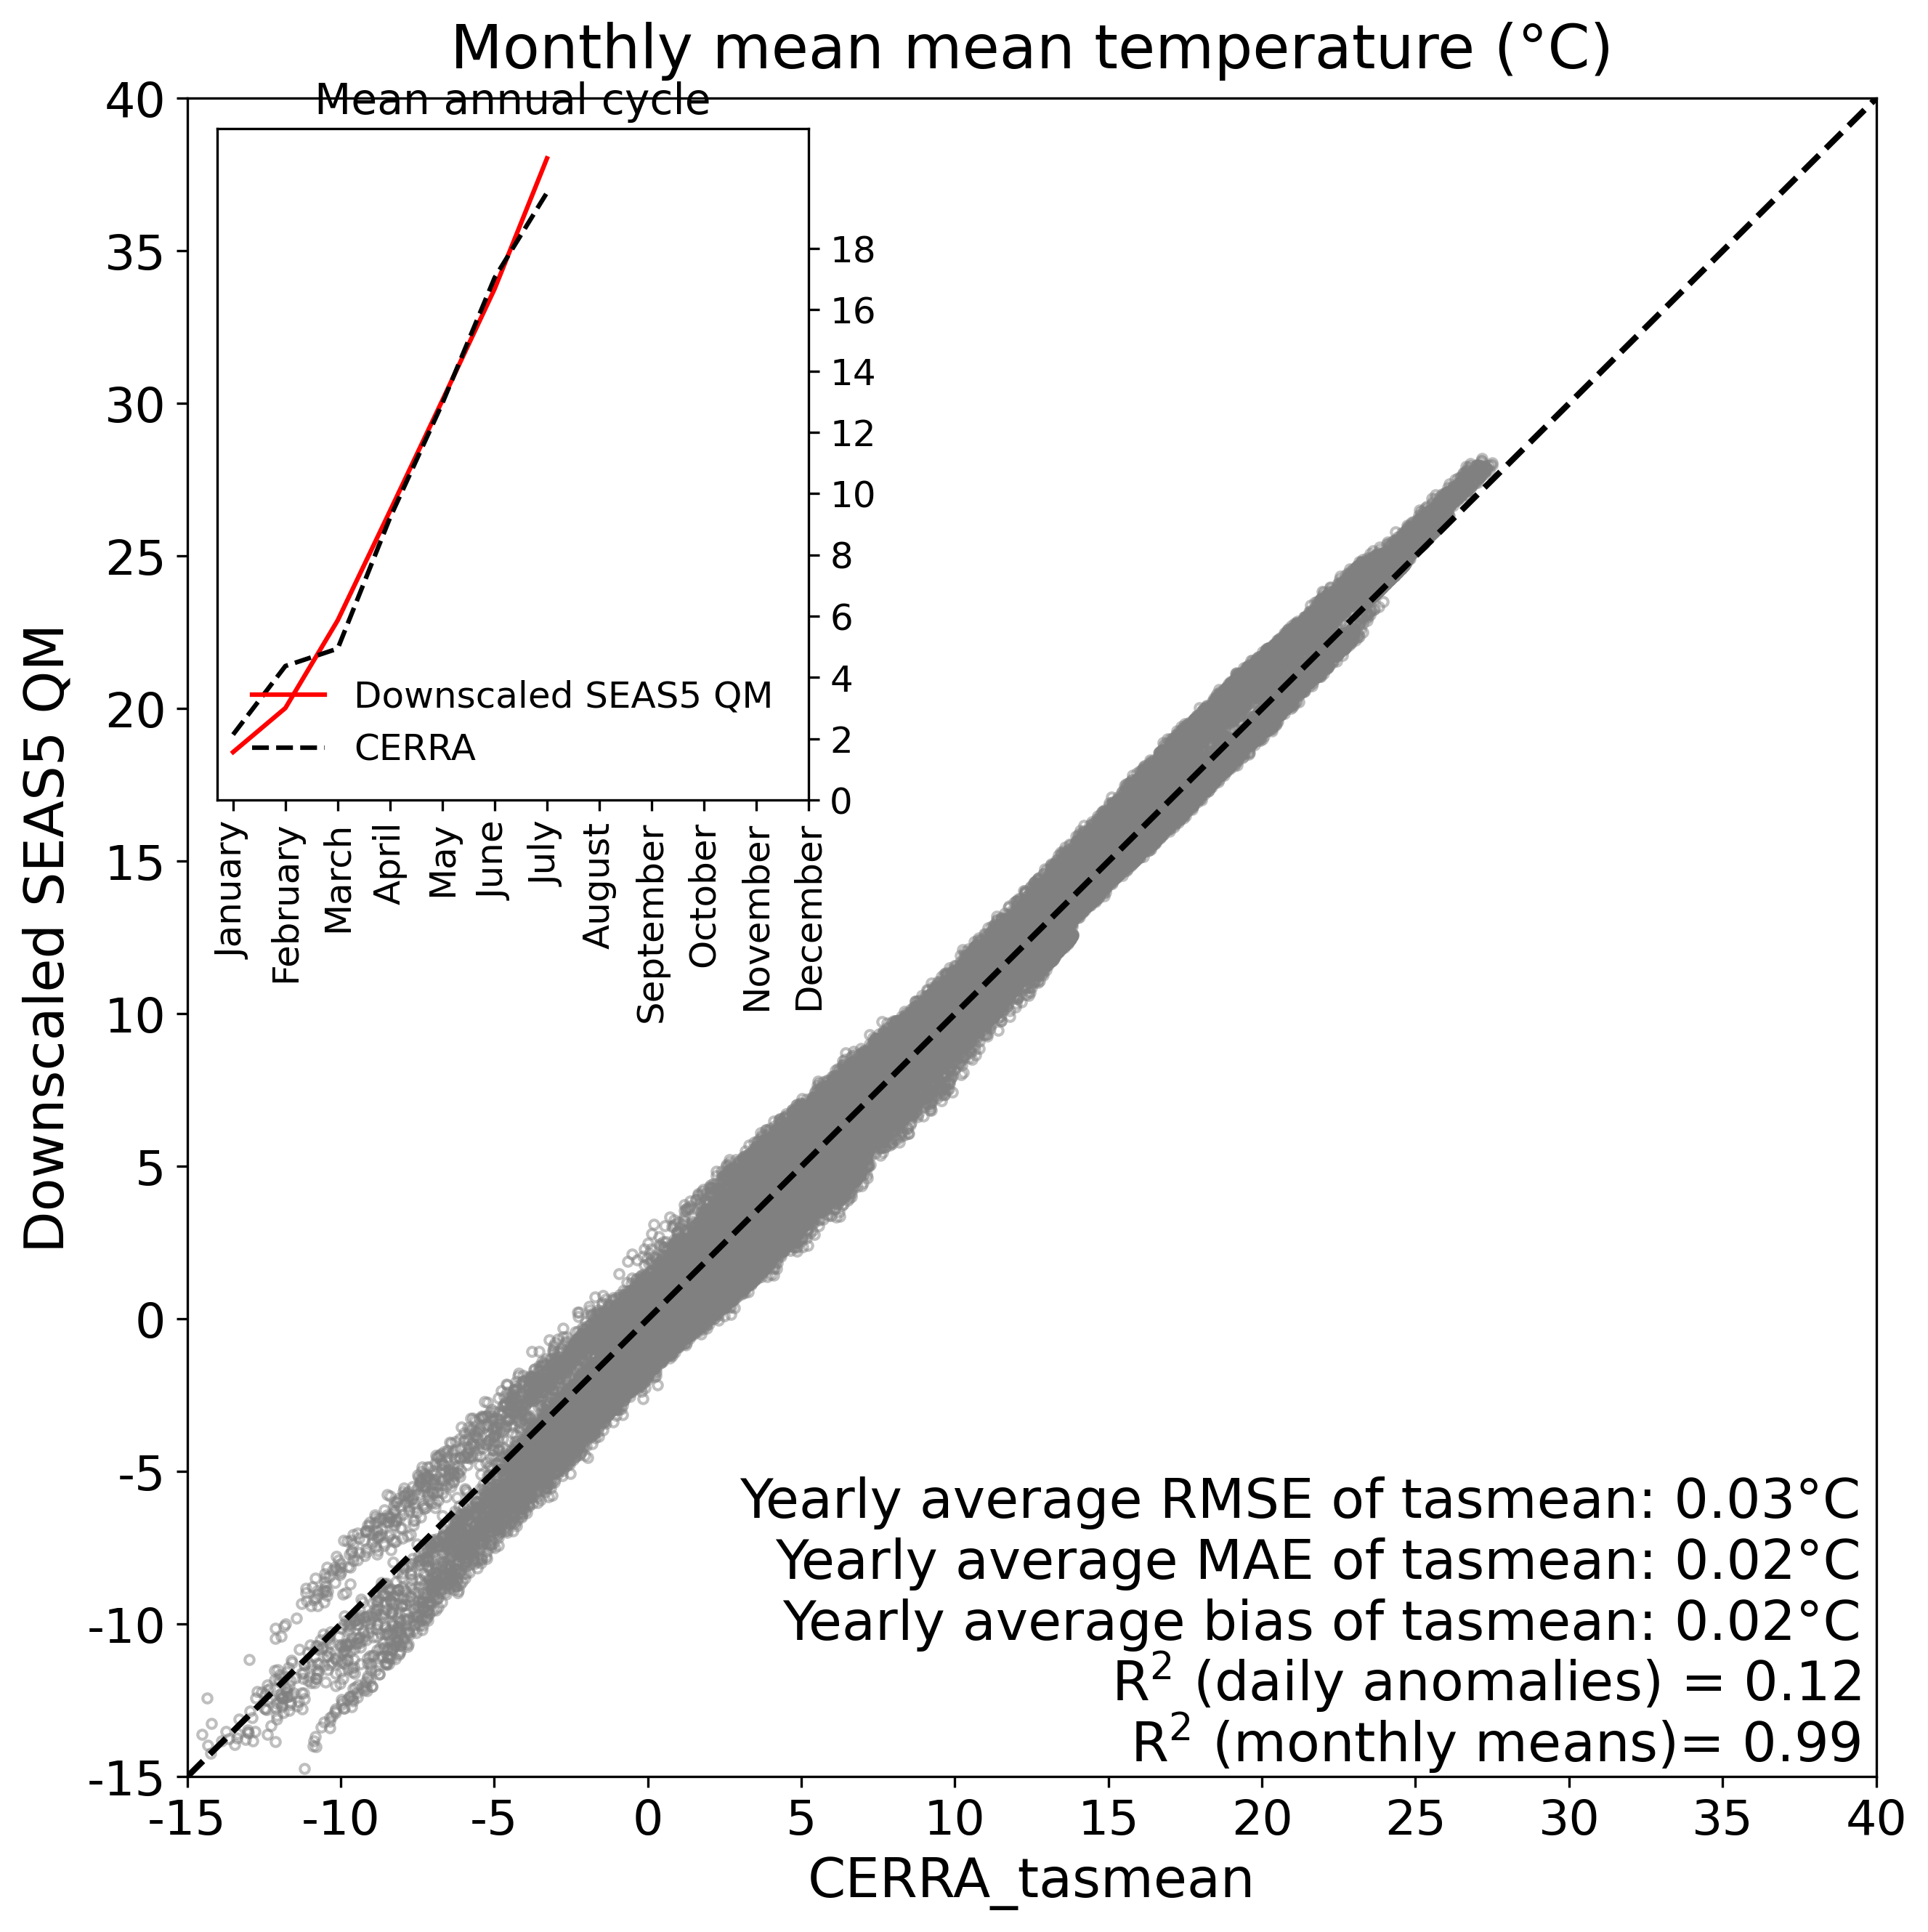 Monthly mean mean temperature (°C)
Mean annual cycle
40
35
30
25
20
15
10
5
0
-5
-10
-15
Downscaled SEAS5 QM
18
16
14
12
10
8
6
4
2
0
Downscaled SEAS5 QM
CERRA
January
February
March
April
May
June
July
August
September
October
November
December
Yearly average RMSE of tasmean: 0.03°C
Yearly average MAE of tasmean: 0.02°C
Yearly average bias of tasmean: 0.02°C
R² (daily anomalies) = 0.12
R² (monthly means)= 0.99
-15 -10 -5 0 5 10 15 20 25 30 35 40
CERRA_tasmean